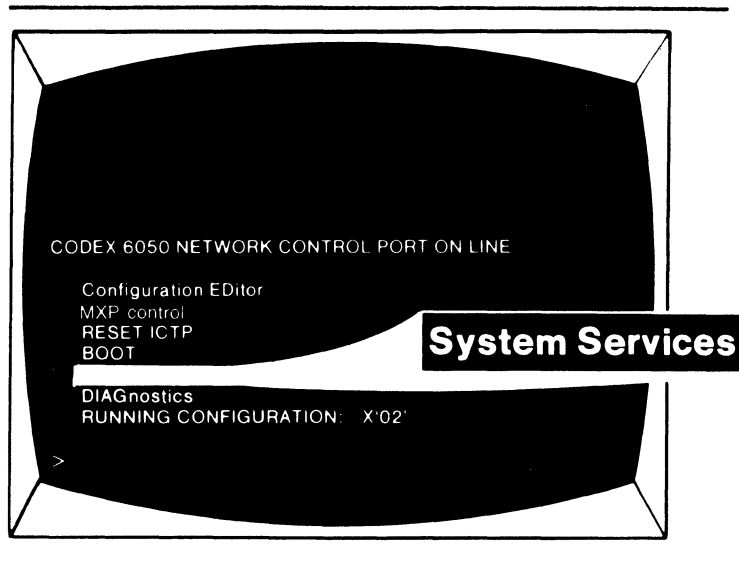 CODEX 6050 NETWORK CONTROL PORT ON LINE
Configuration EDitor
MXP control
RESET ICTP
BOOT
System Services
DIAGnostics
RUNNING CONFIGURATION: X'02'
>